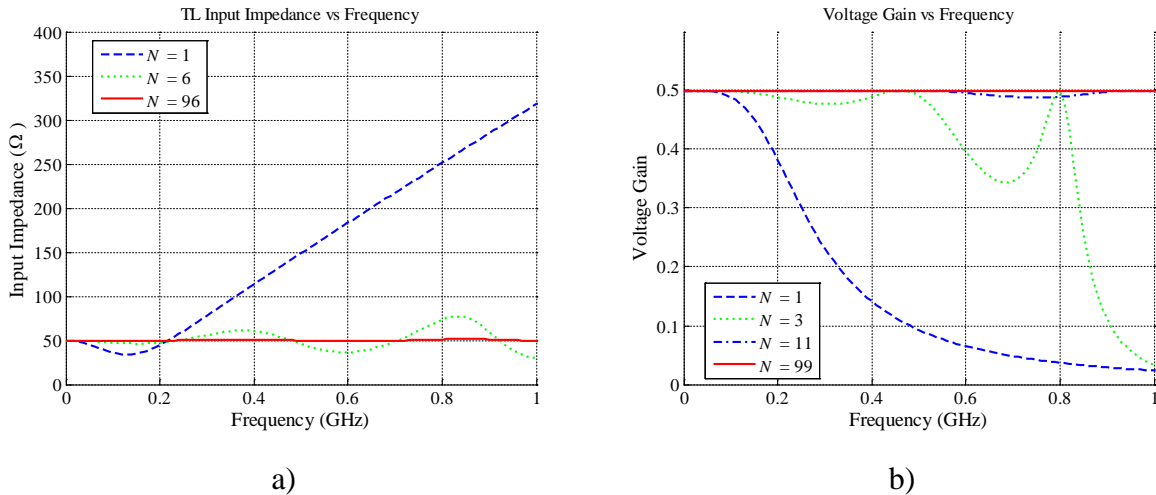 TL Input Impedance vs Frequency
400
350
300
250
200
150
100
50
0
Input Impedance (Ω)
N = 1
N = 6
N = 96
0 0.2 0.4 0.6 0.8 1
Frequency (GHz)
a)
Voltage Gain vs Frequency
0.5
0.4
0.3
0.2
0.1
0
Voltage Gain
N = 1
N = 3
N = 11
N = 99
0 0.2 0.4 0.6 0.8 1
Frequency (GHz)
b)